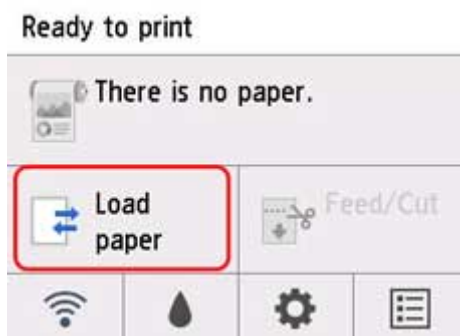 Ready to print
There is no paper.
Load
paper
Feed/Cut